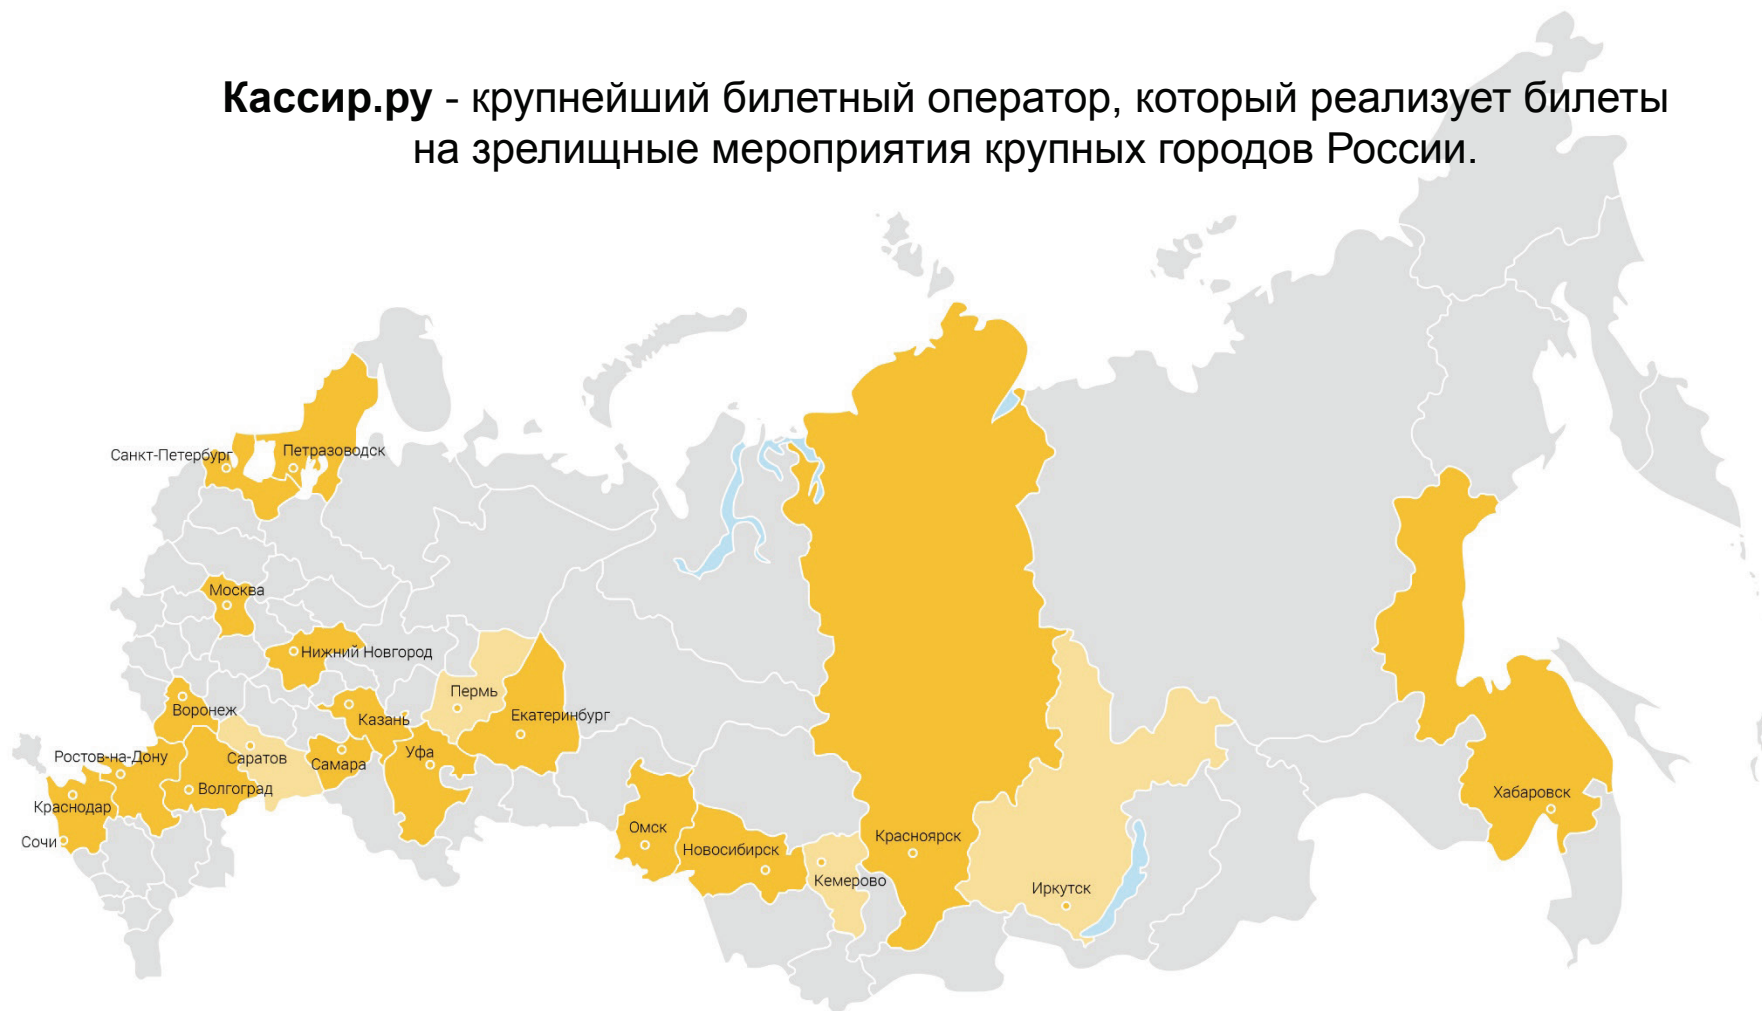 Кассир.ру - крупнейший билетный оператор, который реализует билеты
на зрелищные мероприятия крупных городов России.
Санкт-Петербург
Петразоводск
Москва
Нижний Новгород
Пермь
Воронеж
Казань
Екатеринбург
Ростов-на-Дону
Саратов
Самара
Уфа
Волгоград
Краснодар
Сочи
Омск
Новосибирск
Кемерово
Красноярск
Иркутск
Хабаровск